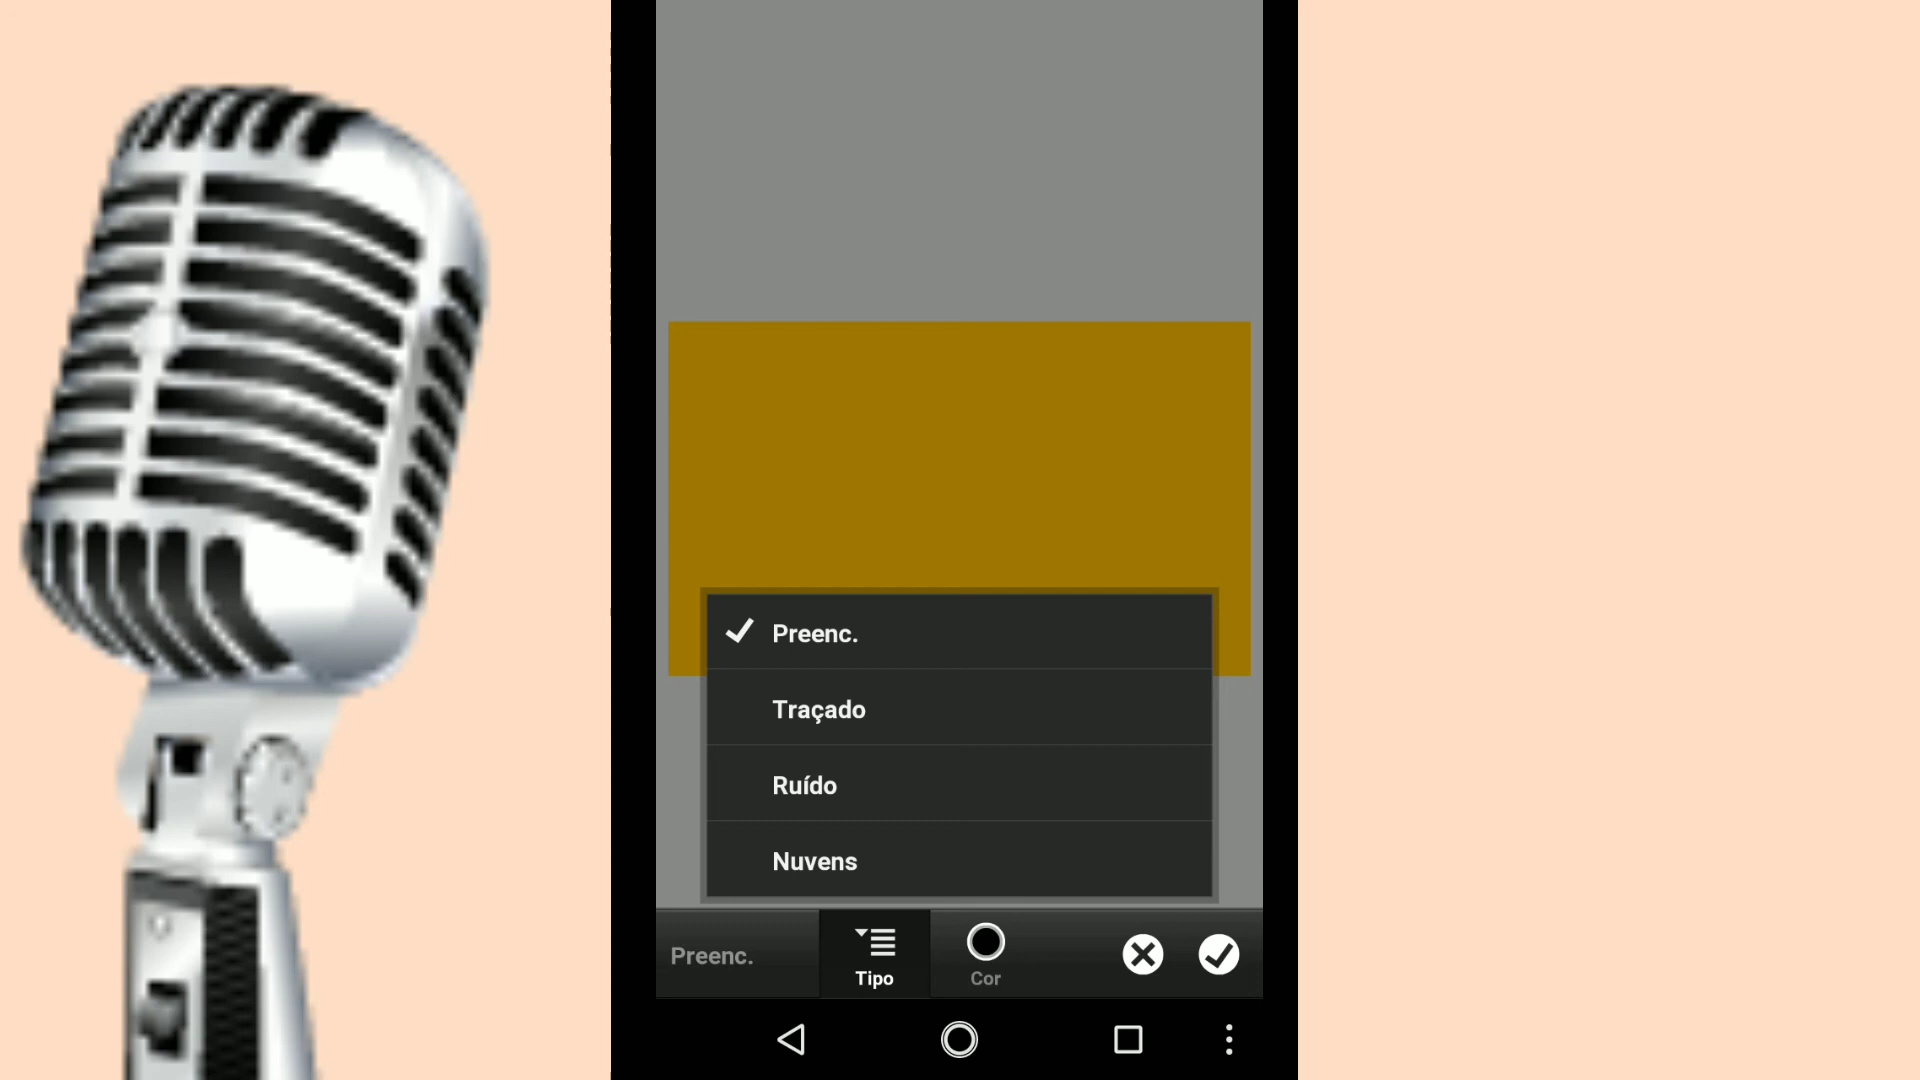 Preenc.
Traçado
Ruído
Nuvens
Preenc.
Tipo
Cor